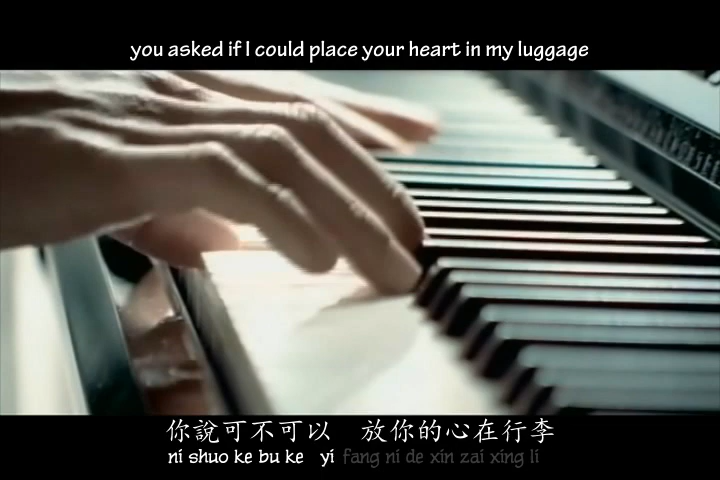 you asked if I could place your heart in my luggage
你說可不可以　放你的心在行李
ni shuo ke bu ke yi fang ni de xin zai xing li